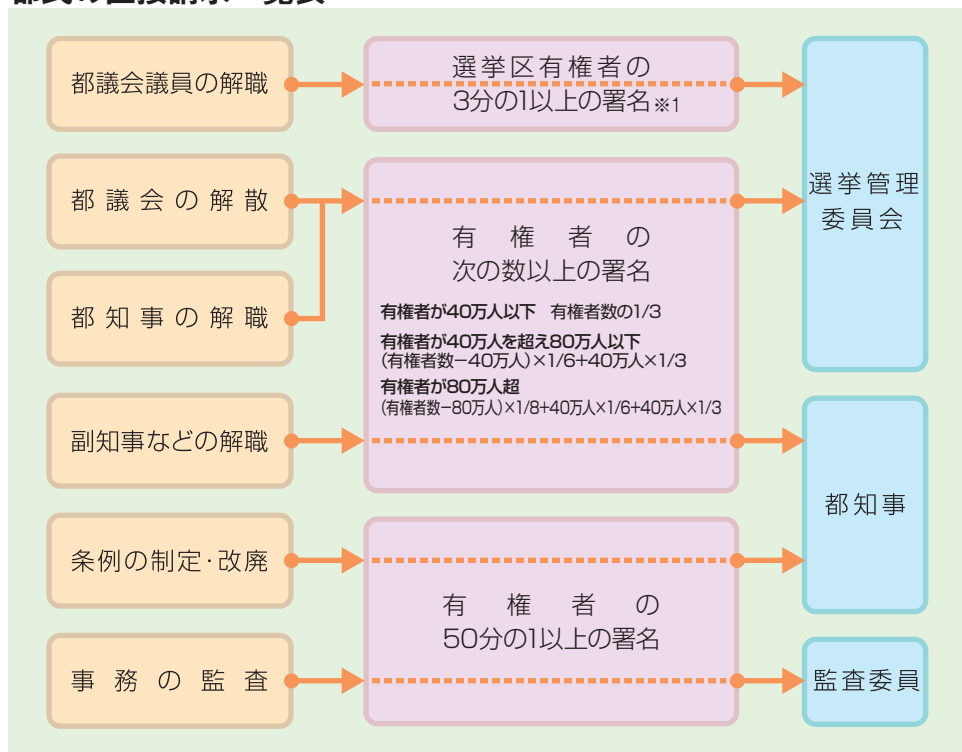 都議会議員の解職
選挙区有権者の
3分の1以上の署名※1
都議会の解散
都知事の解職
有権者の
次の数以上の署名
有権者が40万人以下　有権者数の1/3
有権者が40万人を超え80万人以下
(有権者数−40万人)×1/6+40万人×1/3
有権者が80万人超
(有権者数−80万人)×1/8+40万人×1/6+40万人×1/3
選挙管理
委員会
副知事などの解職
都知事
条例の制定・改廃
有権者の
50分の1以上の署名
事務の監査
監査委員